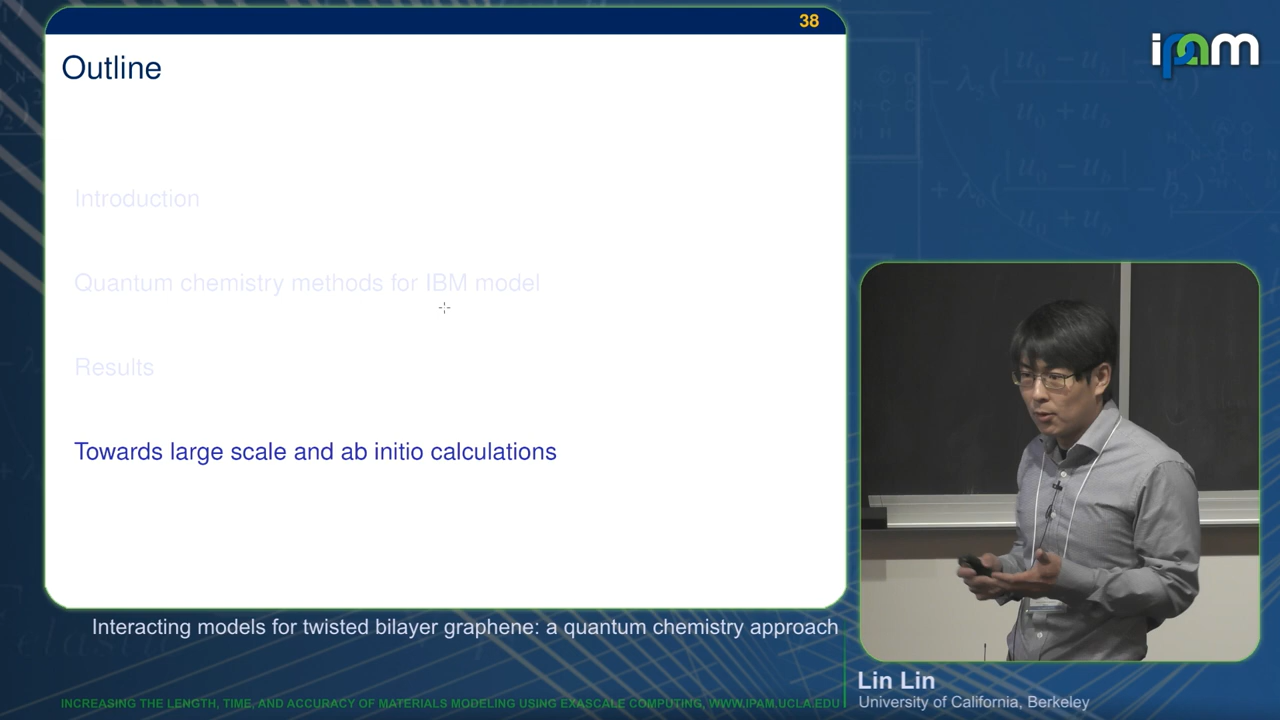 38
Outline
Introduction
Quantum chemistry methods for IBM model
Results
Towards large scale and ab initio calculations
ipam
Interacting models for twisted bilayer graphene: a quantum chemistry approach
Lin Lin
University of California, Berkeley
INCREASING THE LENGTH, TIME, AND ACCURACY OF MATERIALS MODELING USING EXASCALE COMPUTING, WWW.IPAM.UCLA.EDU